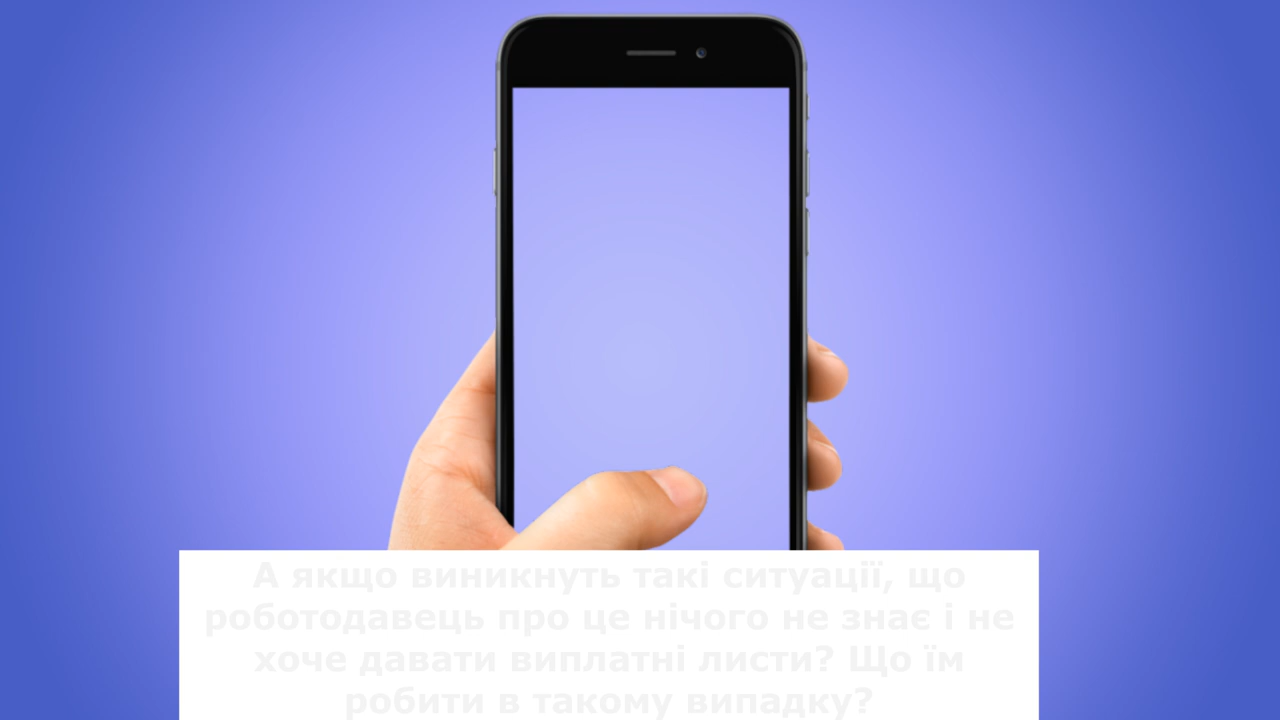 А якщо виникнуть такі ситуації, що
роботодавець про це нічого не знає і не
хоче давати виплатні листи? Що їм
робити в такому випадку?